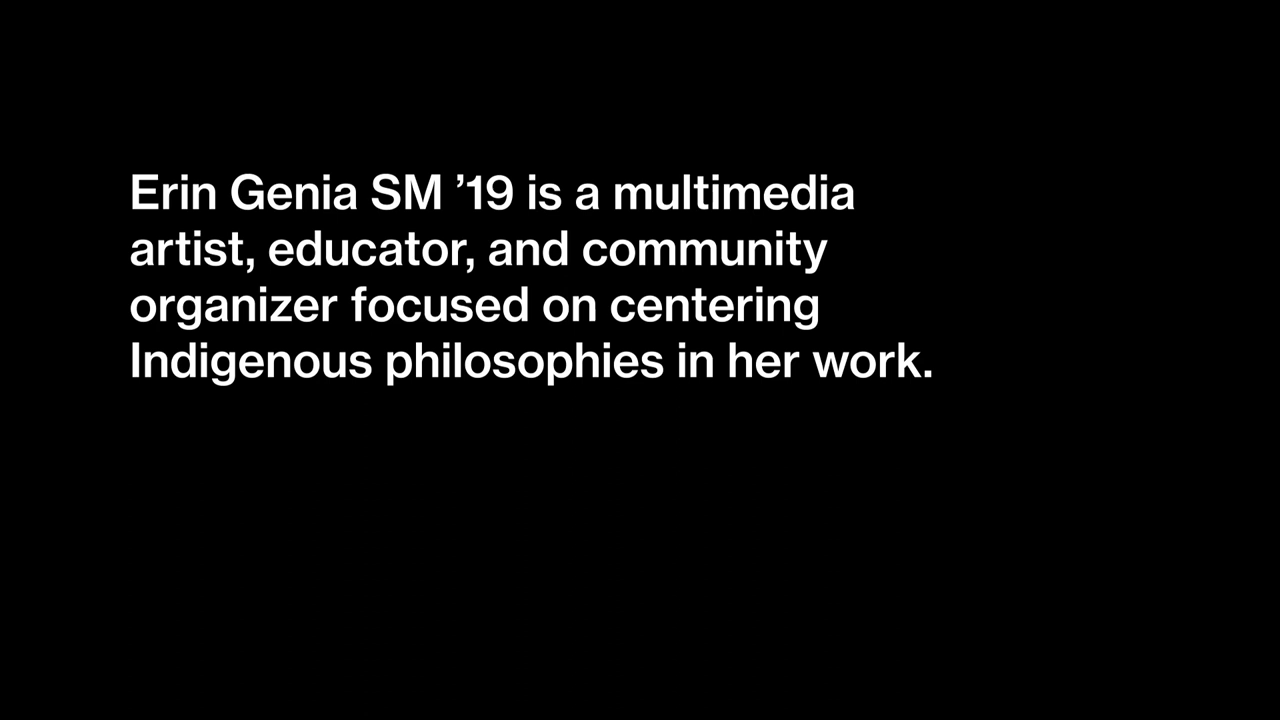 Erin Genia SM ’19 is a multimedia
artist, educator, and community
organizer focused on centering
Indigenous philosophies in her work.